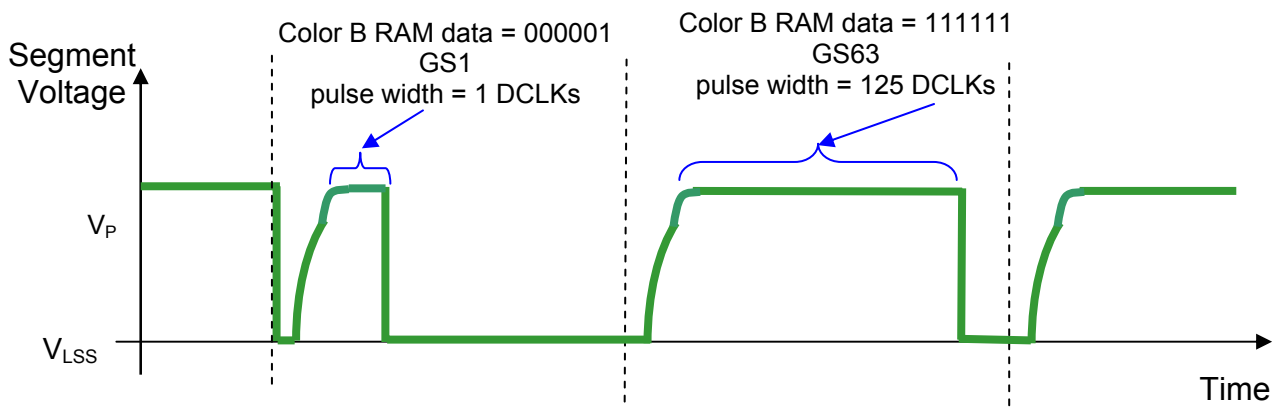 Color B RAM data = 000001
GS1
pulse width = 1 DCLKs
Color B RAM data = 111111
GS63
pulse width = 125 DCLKs
Segment
Voltage
VP
VLSS
Time